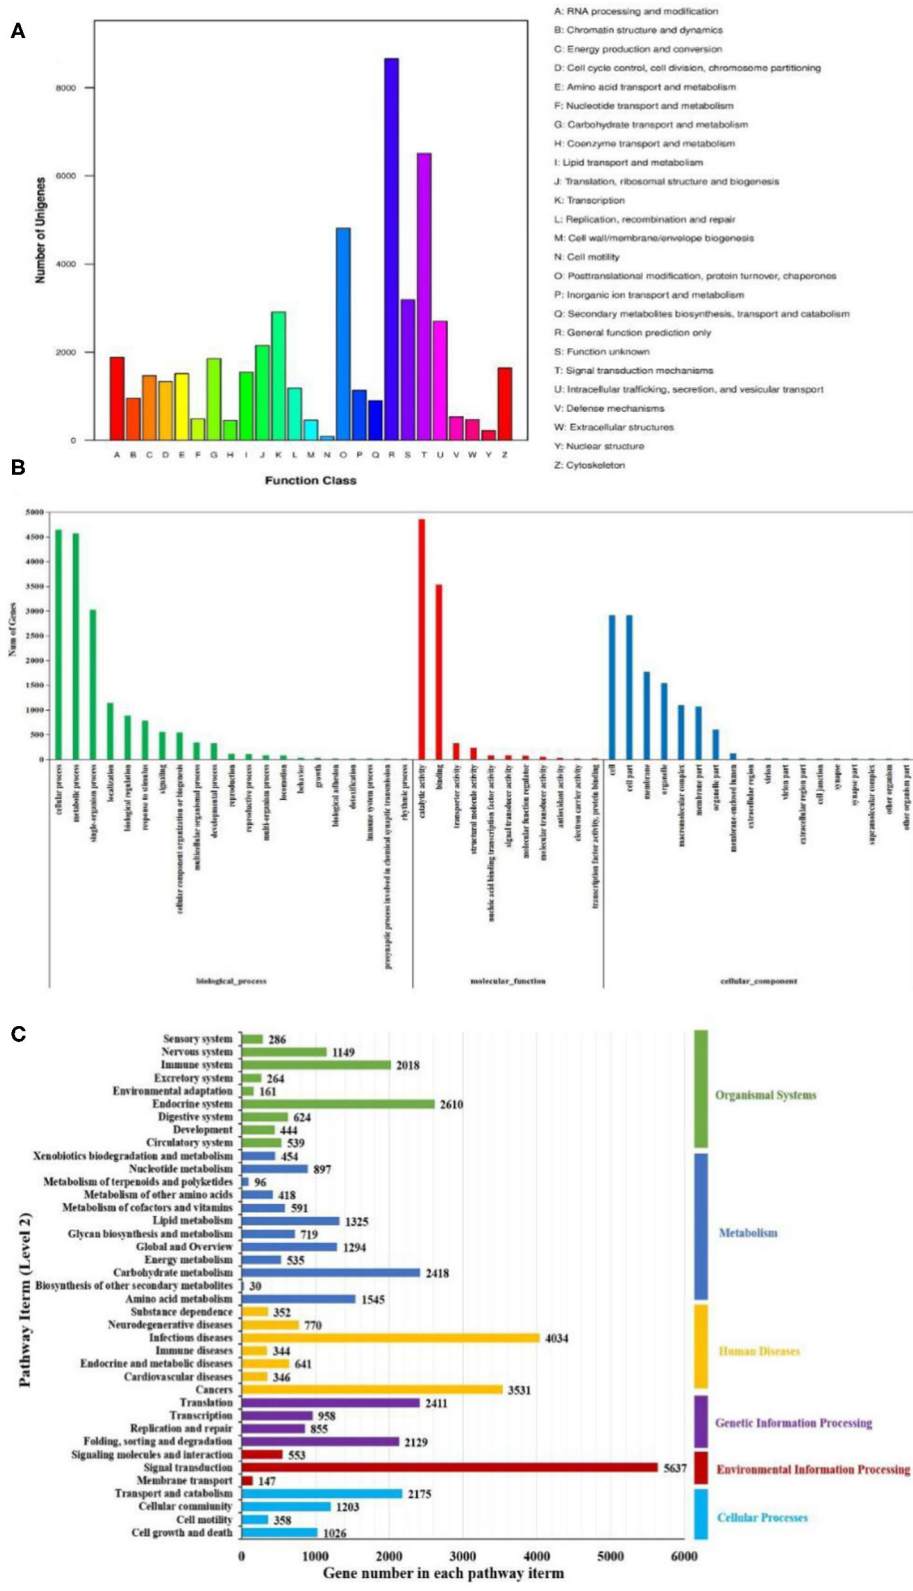 A
Number of Unigenes
8000
6000
4000
2000
0
A B C D E F G H I J K L M N O P Q R S T U V W Y Z
Function Class
A: RNA processing and modification
B: Chromatin structure and dynamics
C: Energy production and conversion
D: Cell cycle control, cell division, chromosome partitioning
E: Amino acid transport and metabolism
F: Nucleotide transport and metabolism
G: Carbohydrate transport and metabolism
H: Coenzyme transport and metabolism
I: Lipid transport and metabolism
J: Translation, ribosomal structure and biogenesis
K: Transcription
L: Replication, recombination and repair
M: Cell wall/membrane/envelope biogenesis
N: Cell motility
O: Posttranslational modification, protein turnover, chaperones
P: Inorganic ion transport and metabolism
Q: Secondary metabolites biosynthesis, transport and catabolism
R: General function prediction only
S: Function unknown
T: Signal transduction mechanisms
U: Intracellular trafficking, secretion, and vesicular transport
V: Defense mechanisms
W: Extracellular structures
Y: Nuclear structure
Z: Cytoskeleton
B
Num of Genes
5000
4500
4000
3500
3000
2500
2000
1500
1000
500
0
cellular process
metabolic process
single-organism process
localization
biological regulation
response to stimulus
signaling
cellular component organization or biogenesis
multicellular organismal process
developmental process
reproduction
reproductive process
multi-organism process
locomotion
behavior
growth
biological adhesion
detoxification
immune system process
presynaptic process involved in chemical synaptic transmission
rhythmic process
catalytic activity
binding
transporter activity
structural molecule activity
nucleic acid binding transcription factor activity
signal transducer activity
molecular function regulator
molecular transducer activity
antioxidant activity
electron carrier activity
transcription factor activity, protein binding
cell
cell part
membrane
organelle
macromolecular complex
membrane part
organelle part
membrane-enclosed lumen
extracellular region
virion
virion part
extracellular region part
cell junction
synapse
synapse part
supramolecular complex
other organism
other organism part
biological_process
molecular_function
cellular_component
C
Pathway Iterm (Level 2)
Sensory system 286
Nervous system 1149
Immune system 2018
Excretory system 264
Environmental adaptation 161
Endocrine system 2610
Digestive system 624
Development 444
Circulatory system 539
Xenobiotics biodegradation and metabolism 454
Nucleotide metabolism 897
Metabolism of terpenoids and polyketides 96
Metabolism of other amino acids 418
Metabolism of cofactors and vitamins 591
Lipid metabolism 1325
Glycan biosynthesis and metabolism 719
Global and Overview 1294
Energy metabolism 535
Carbohydrate metabolism 2418
Biosynthesis of other secondary metabolites 30
Amino acid metabolism 1545
Substance dependence 352
Neurodegenerative diseases 770
Infectious diseases 4034
Immune diseases 344
Endocrine and metabolic diseases 641
Cardiovascular diseases 346
Cancers 3531
Translation 2411
Transcription 958
Replication and repair 855
Folding, sorting and degradation 2129
Signaling molecules and interaction 553
Signal transduction 5637
Membrane transport 147
Transport and catabolism 2175
Cellular commiunity 1203
Cell motility 358
Cell growth and death 1026
0 1000 2000 3000 4000 5000 6000
Gene number in each pathway iterm
Organismal Systems
Metabolism
Human Diseases
Genetic Information Processing
Environmental Information Processing
Cellular Processes